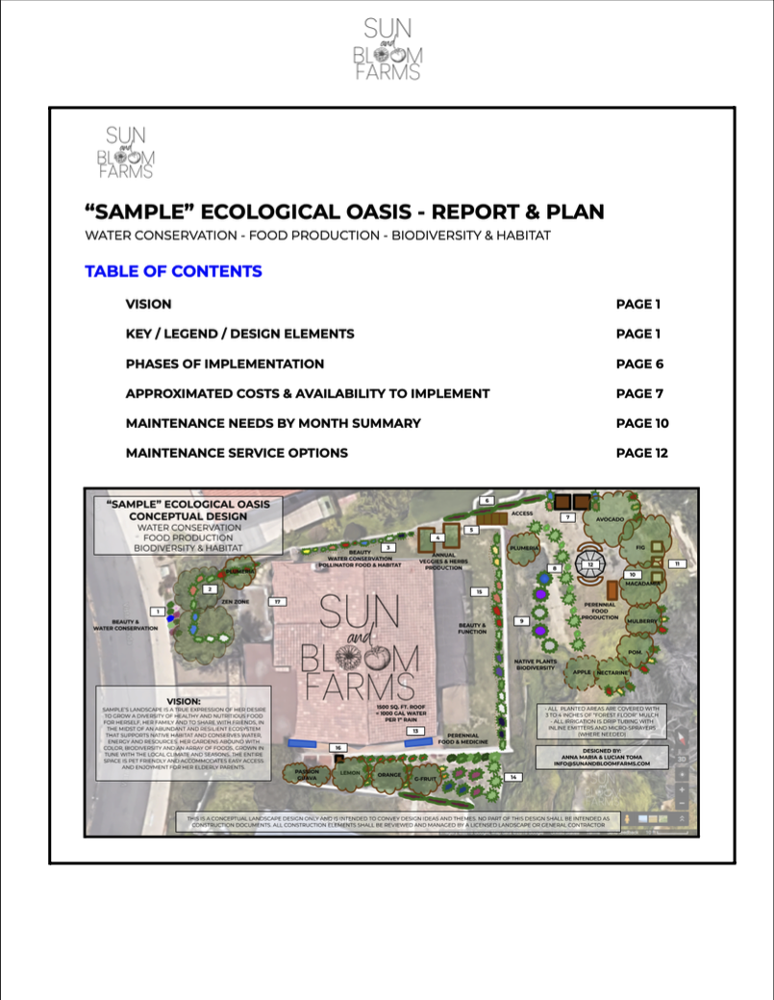 SUN
and
BLOOM
FARMS
SUN
and
BLOOM
FARMS
“SAMPLE” ECOLOGICAL OASIS - REPORT & PLAN
WATER CONSERVATION - FOOD PRODUCTION - BIODIVERSITY & HABITAT
TABLE OF CONTENTS
VISION PAGE 1
KEY / LEGEND / DESIGN ELEMENTS PAGE 1
PHASES OF IMPLEMENTATION PAGE 6
APPROXIMATED COSTS & AVAILABILITY TO IMPLEMENT PAGE 7
MAINTENANCE NEEDS BY MONTH SUMMARY PAGE 10
MAINTENANCE SERVICE OPTIONS PAGE 12
“SAMPLE” ECOLOGICAL OASIS
CONCEPTUAL DESIGN
WATER CONSERVATION
FOOD PRODUCTION
BIODIVERSITY & HABITAT
6
ACCESS
7
AVOCADO
5
4
3
BEAUTY
WATER CONSERVATION
POLLINATOR FOOD & HABITAT
ANNUAL
VEGGIES & HERBS
PRODUCTION
PLUMERIA
FIG
11
12
8
10
MACADAMIA
PLUMERIA
2
ZEN ZONE
17
1
BEAUTY &
WATER CONSERVATION
15
BEAUTY &
FUNCTION
9
PERENNIAL
FOOD
PRODUCTION
MULBERRY
POM
NATIVE PLANTS
BIODIVERSITY
APPLE
NECTARINE
SUN
and
BLOOM
FARMS
1500 SQ. FT. ROOF
= 1000 GAL WATER
PER 1" RAIN
13
PERENNIAL
FOOD & MEDICINE
16
PASSION
GUAVA
LEMON
ORANGE
G-FRUIT
14
VISION:
SAMPLE'S LANDSCAPE IS A TRUE EXPRESSION OF HER DESIRE
TO GROW A DIVERSITY OF HEALTHY AND NUTRITIOUS FOOD
FOR HERSELF, HER FAMILY AND TO SHARE WITH FRIENDS, IN
THE MIDST OF AN ABUNDANT AND RESILIENT ECOSYSTEM
THAT SUPPORTS NATIVE HABITAT AND CONSERVES WATER,
ENERGY AND RESOURCES. HER GARDENS ABOUND WITH
COLOR, BIODIVERSITY AND AN ARRAY OF FOODS, GROWN IN
TUNE WITH THE LOCAL CLIMATE AND SEASONS. THE ENTIRE
SPACE IS PET FRIENDLY AND ACCOMMODATES EASY ACCESS
AND ENJOYMENT FOR HER ELDERLY PARENTS.
- ALL PLANTED AREAS ARE COVERED WITH
3 TO 4 INCHES OF "FOREST FLOOR" MULCH
- ALL IRRIGATION IS DRIP TUBING WITH
INLINE EMITTERS AND MICRO-SPRAYERS
(WHERE NEEDED)
DESIGNED BY:
ANNA MARIA & LUCIAN TOMA
INFO@SUNANDBLOOMFARMS.COM
3D
THIS IS A CONCEPTUAL LANDSCAPE DESIGN ONLY AND IS INTENDED TO CONVEY DESIGN IDEAS AND THEMES. NO PART OF THIS DESIGN SHALL BE INTENDED AS
CONSTRUCTION DOCUMENTS. ALL CONSTRUCTION ELEMENTS SHALL BE REVIEWED AND MANAGED BY A LICENSED LANDSCAPE OR GENERAL CONTRACTOR